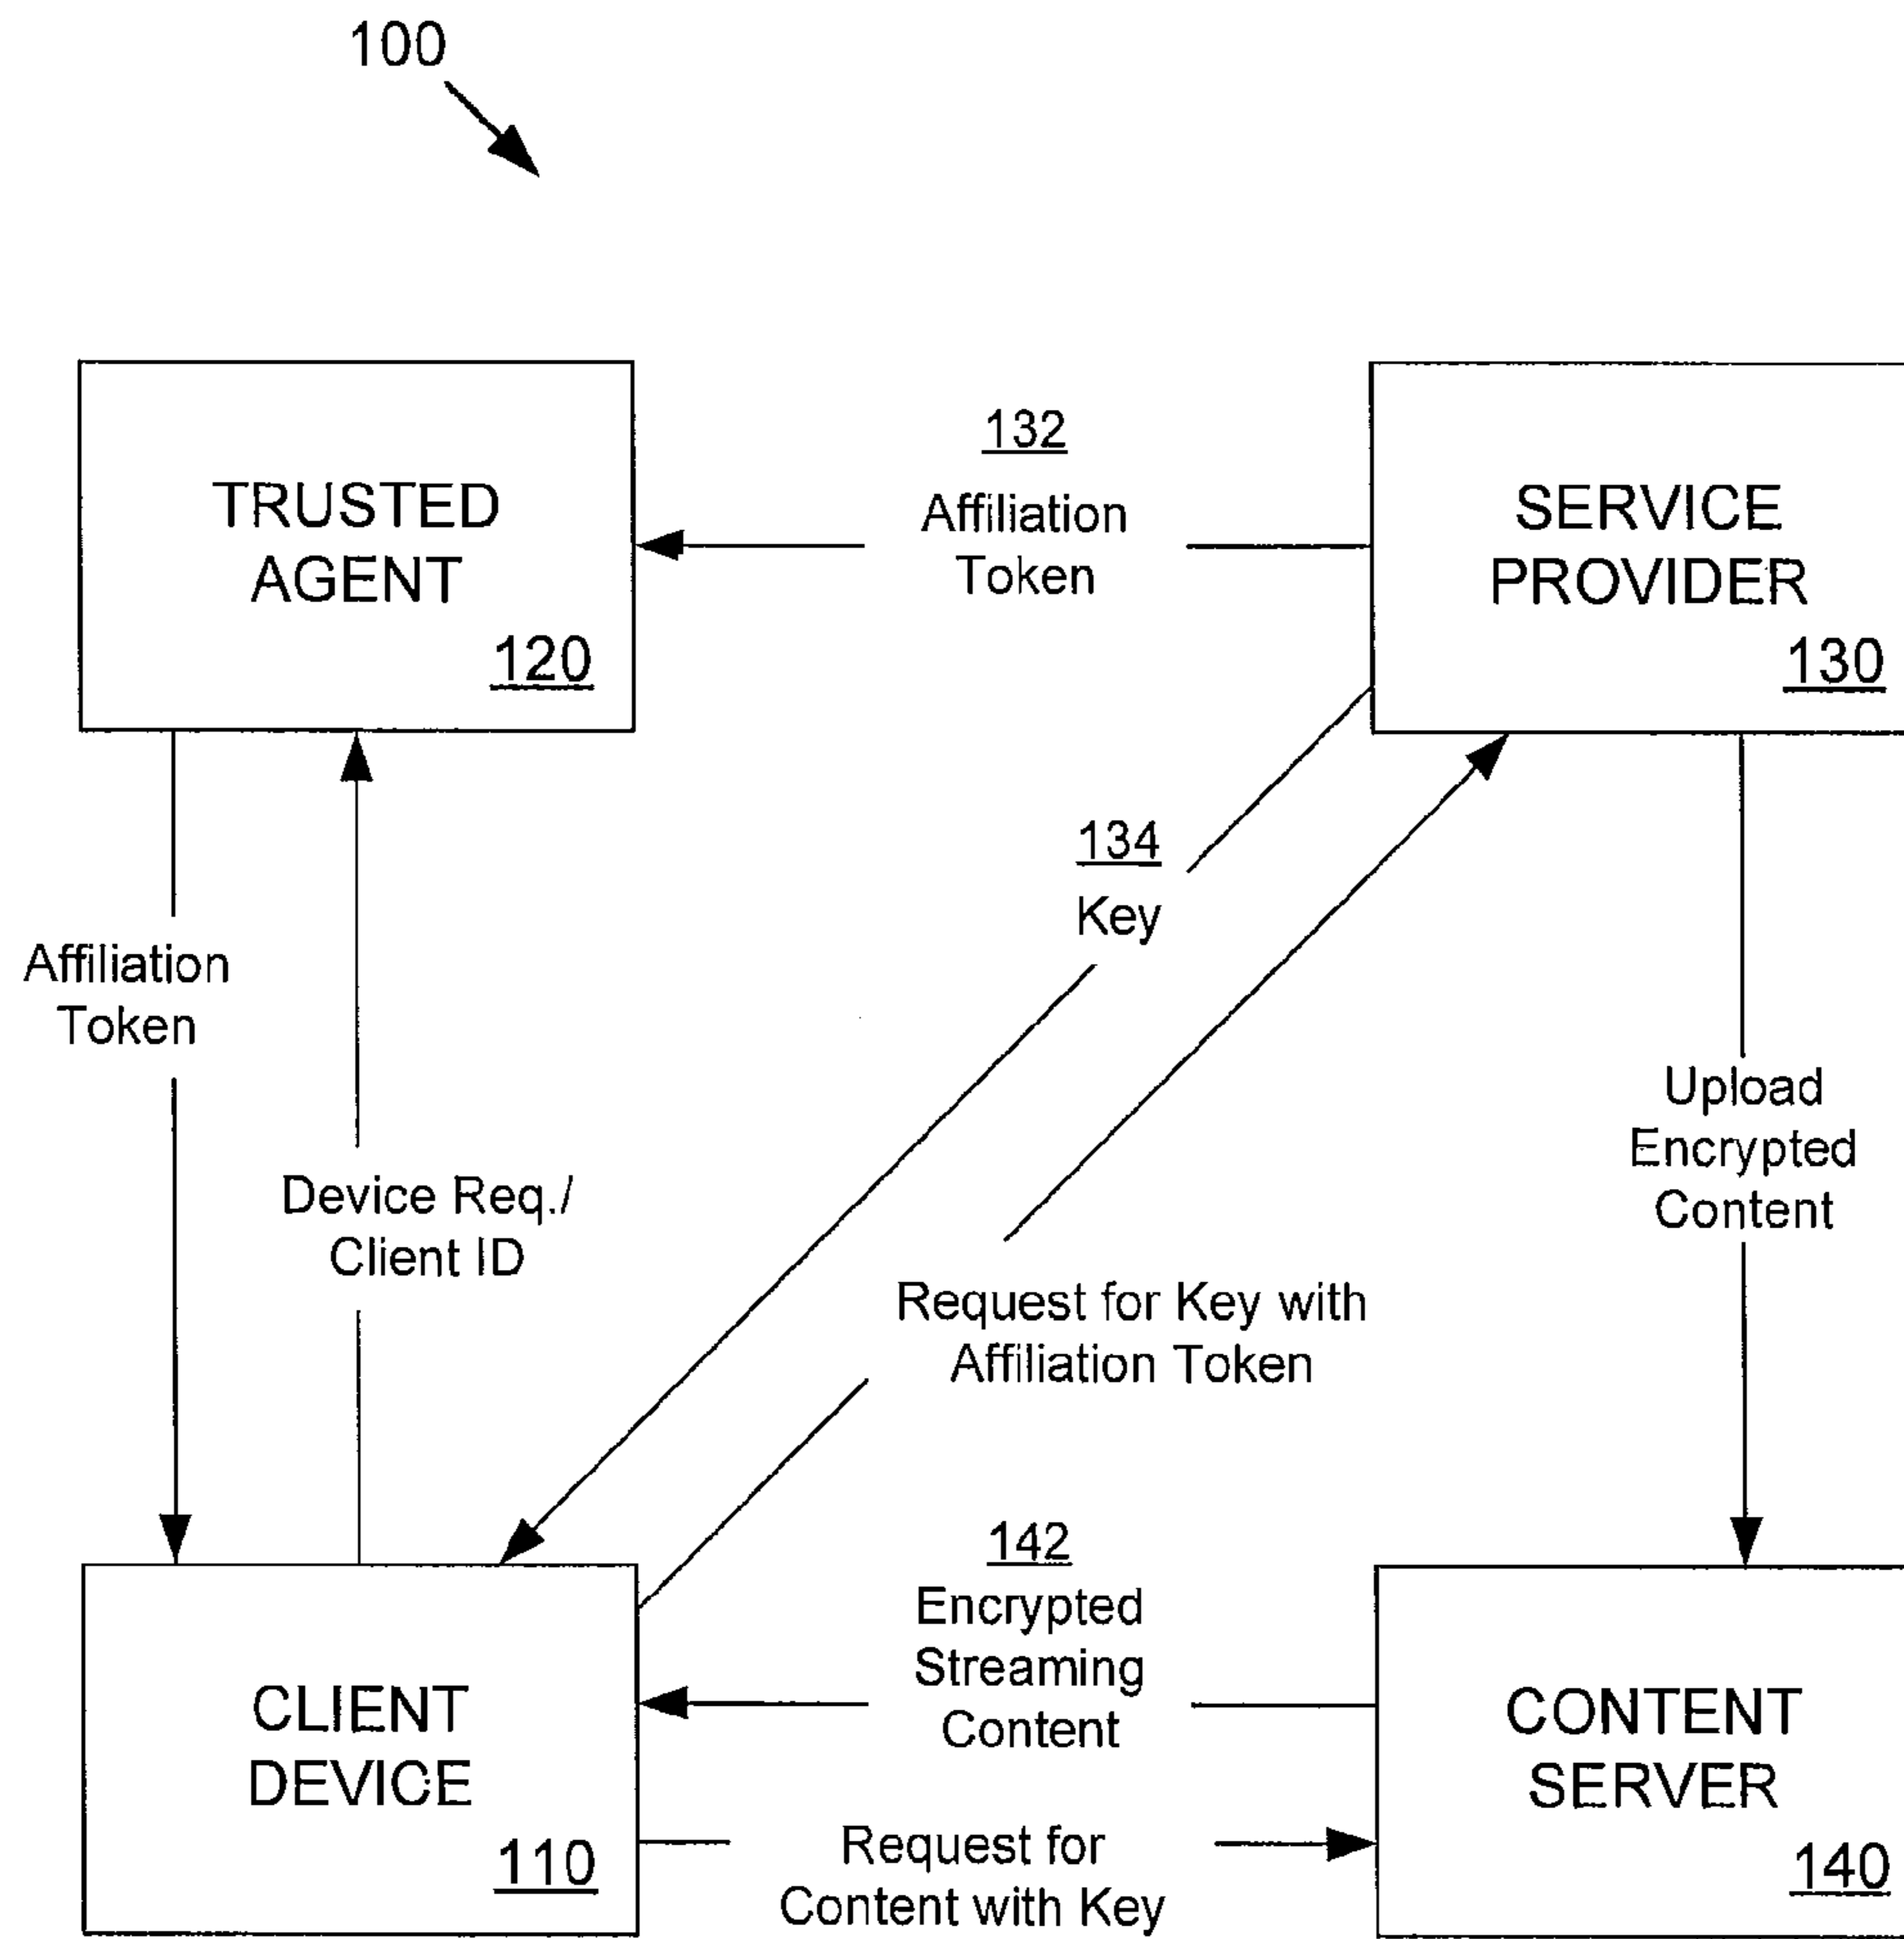 100
TRUSTED
AGENT
120
132
Affiliation
Token
SERVICE
PROVIDER
130
134
Key
Affiliation
Token
Device Req./
Client ID
Upload
Encrypted
Content
Request for Key with
Affiliation Token
142
Encrypted
Streaming
Content
CLIENT
DEVICE
110
Request for
Content with Key
CONTENT
SERVER
140